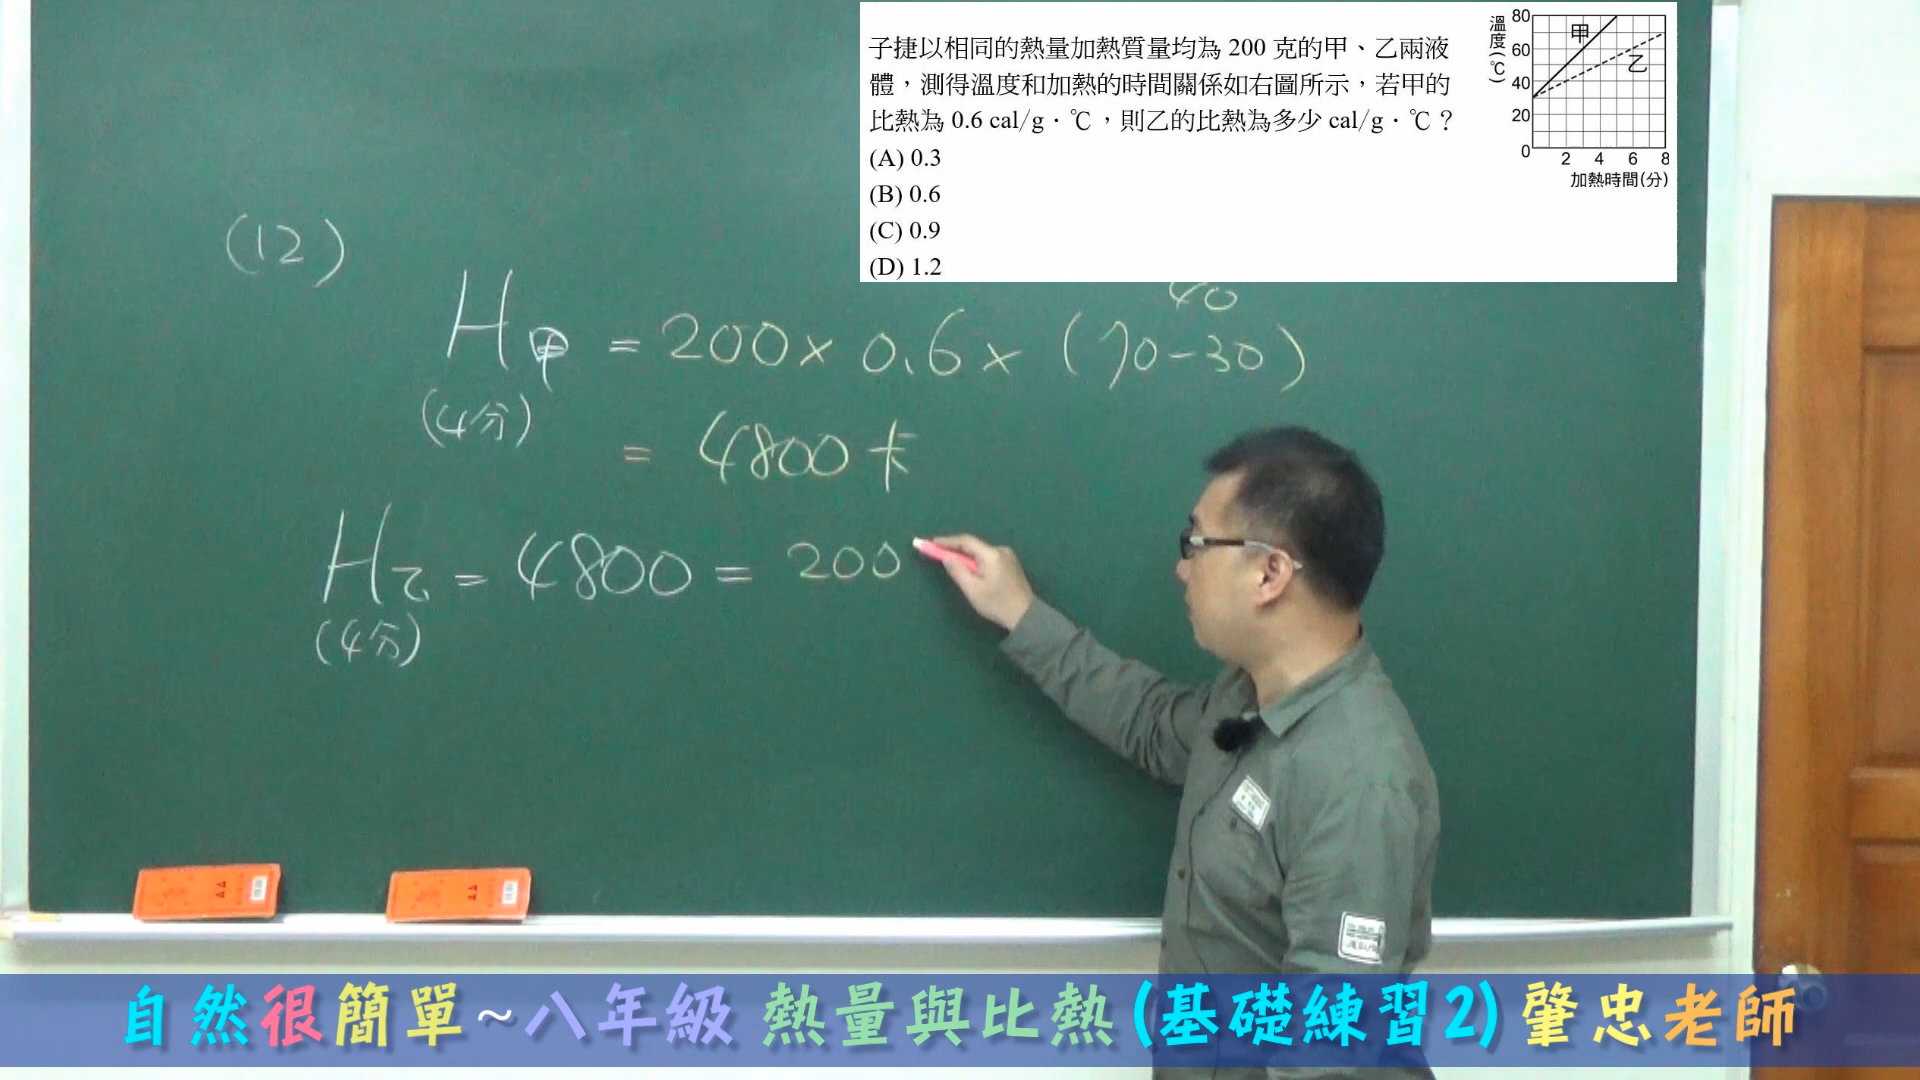 子捷以相同的熱量加熱質量均為 200 克的甲、乙兩液
體，測得溫度和加熱的時間關係如右圖所示，若甲的
比熱為 0.6 cal/g．℃，則乙的比熱為多少 cal/g．℃？
(A) 0.3
(B) 0.6
(C) 0.9
(D) 1.2
溫度(℃)
80
60
40
20
0
甲
乙
2 4 6 8
加熱時間(分)
(12)
40
H甲 = 200 × 0.6 × (70-30)
(4分)
= 4800 卡
H乙 = 4800 = 200
(4分)
自然很簡單~八年級 熱量與比熱(基礎練習2) 肇忠老師